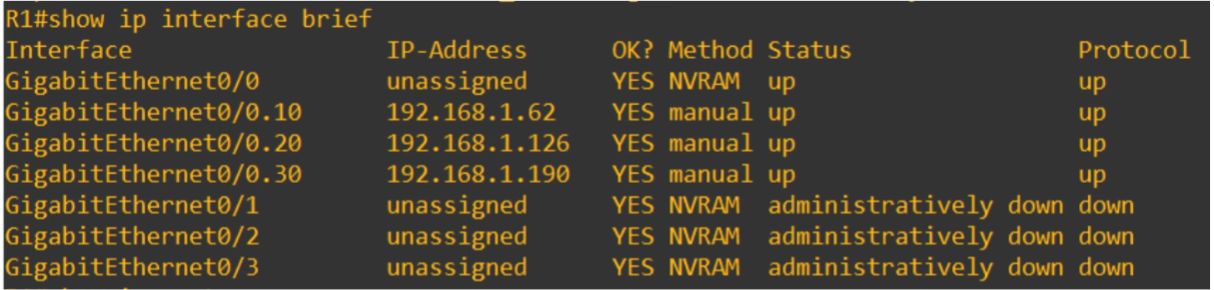 R1#show ip interface brief
Interface                  IP-Address      OK? Method Status                Protocol
GigabitEthernet0/0         unassigned      YES NVRAM  up                    up
GigabitEthernet0/0.10      192.168.1.62    YES manual up                    up
GigabitEthernet0/0.20      192.168.1.126   YES manual up                    up
GigabitEthernet0/0.30      192.168.1.190   YES manual up                    up
GigabitEthernet0/1         unassigned      YES NVRAM  administratively down down
GigabitEthernet0/2         unassigned      YES NVRAM  administratively down down
GigabitEthernet0/3         unassigned      YES NVRAM  administratively down down